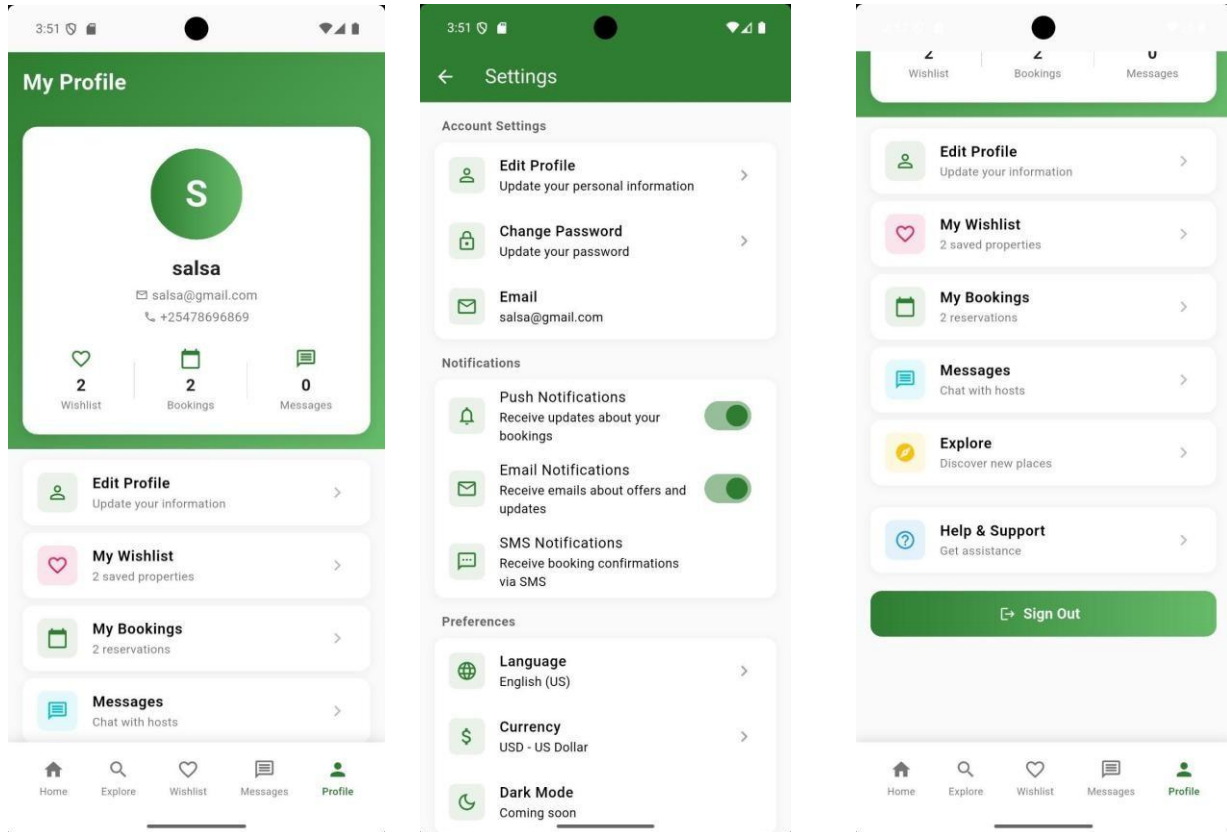 3:51
My Profile
S
salsa
salsa@gmail.com
+25478696869
2 2 0
Wishlist Bookings Messages
Edit Profile
Update your information
My Wishlist
2 saved properties
My Bookings
2 reservations
Messages
Chat with hosts
Home Explore Wishlist Messages Profile
3:51
Settings
Account Settings
Edit Profile
Update your personal information
Change Password
Update your password
Email
salsa@gmail.com
Notifications
Push Notifications
Receive updates about your
bookings
Email Notifications
Receive emails about offers and
updates
SMS Notifications
Receive booking confirmations
via SMS
Preferences
Language
English (US)
$
Currency
USD - US Dollar
Dark Mode
Coming soon
2 2 0
Wishlist Bookings Messages
Edit Profile
Update your information
My Wishlist
2 saved properties
My Bookings
2 reservations
Messages
Chat with hosts
Explore
Discover new places
Help & Support
Get assistance
Sign Out
Home Explore Wishlist Messages Profile